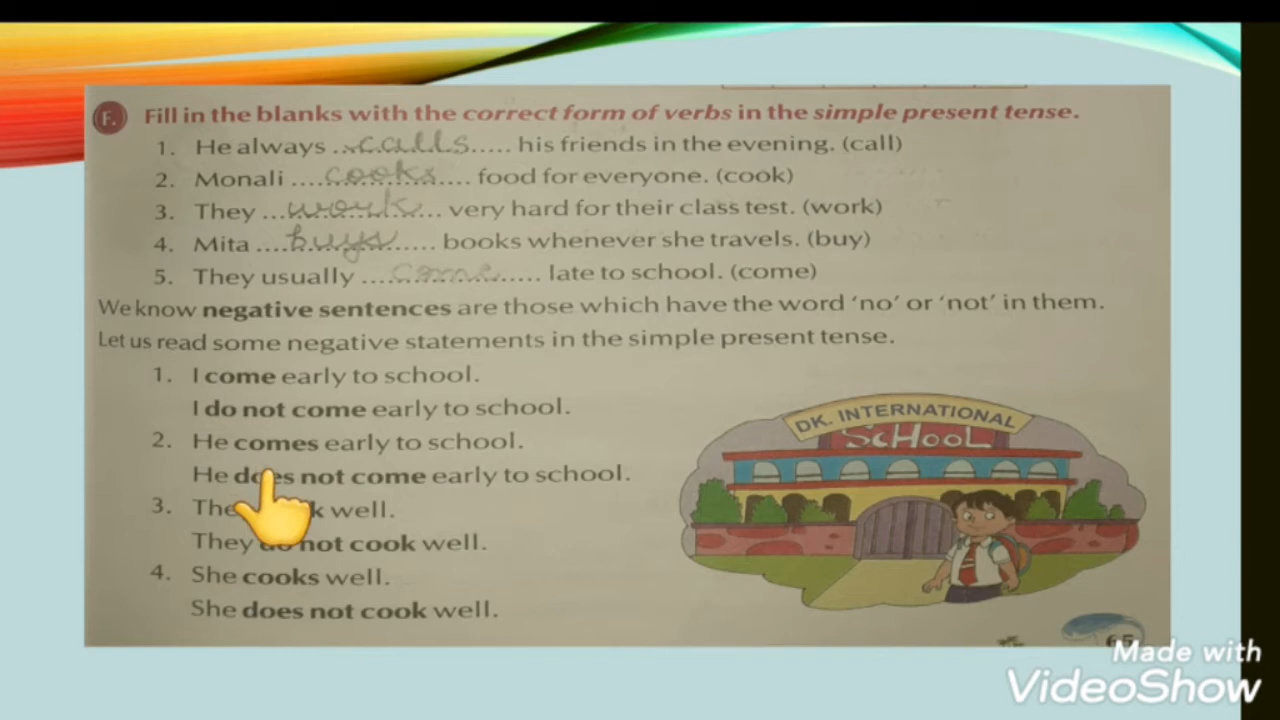 F. Fill in the blanks with the correct form of verbs in the simple present tense.
1. He always ...calls..... his friends in the evening. (call)
2. Monali ....cooks.... food for everyone. (cook)
3. They ...work... very hard for their class test. (work)
4. Mita ....buys..... books whenever she travels. (buy)
5. They usually ....come..... late to school. (come)
We know negative sentences are those which have the word ‘no’ or ‘not’ in them.
Let us read some negative statements in the simple present tense.
1. I come early to school.
I do not come early to school.
2. He comes early to school.
He does not come early to school.
3. well.
They do not cook well.
4. She cooks well.
She does not cook well.
DK. INTERNATIONAL
SCHOOL
65
Made with
VideoShow